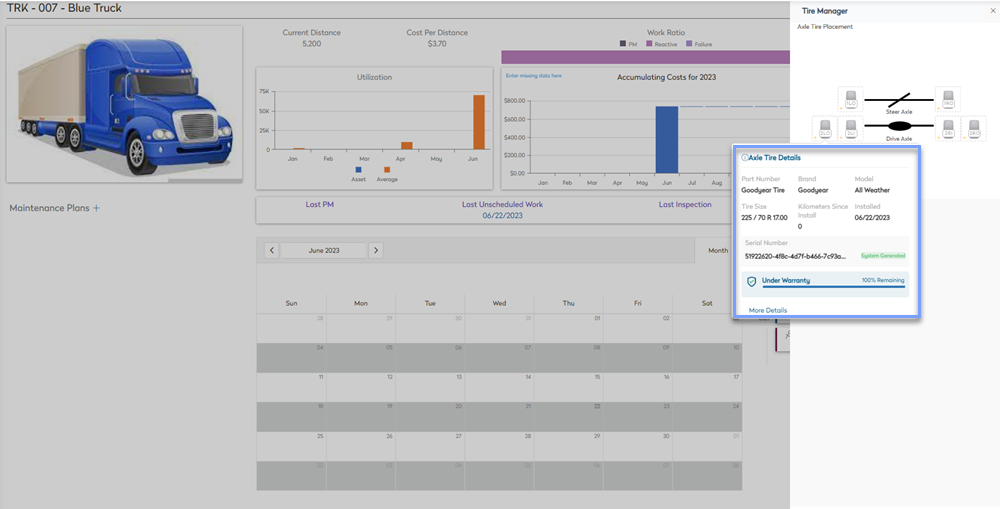 TRK - 007 - Blue Truck
Maintenance Plans +
Current Distance
5,200
Cost Per Distance
$3.70
Work Ratio
PM Reactive Failure
Utilization
75K
50K
25K
0
Jan Feb Mar Apr May Jun
Asset Average
Enter missing data here
Accumulating Costs for 2023
$800.00
$600.00
$400.00
$200.00
$0.00
Jan Feb Mar Apr May Jun Jul Aug
Last PM
Last Unscheduled Work
06/22/2023
Last Inspection
June 2023
Month
Sun Mon Tue Wed Thu Fri Sat
28 29 30 31 01 02
04 05 06 07 08 09 10
11 12 13 14 15 16 17
18 19 20 21 22 23 24
25 26 27 28 29 30 01
02 03 04 05 06 07 08
Tire Manager
Axle Tire Placement
1LO 1RO
Steer Axle
2LO 2LI 2RI 2RO
Drive Axle
Axle Tire Details
Part Number Brand Model
Goodyear Tire Goodyear All Weather
Tire Size Kilometers Since Install Installed
225 / 70 R 17.00 0 06/22/2023
Serial Number
51922620-4f8c-4d7f-b466-7c93a...
System Generated
Under Warranty 100% Remaining
More Details